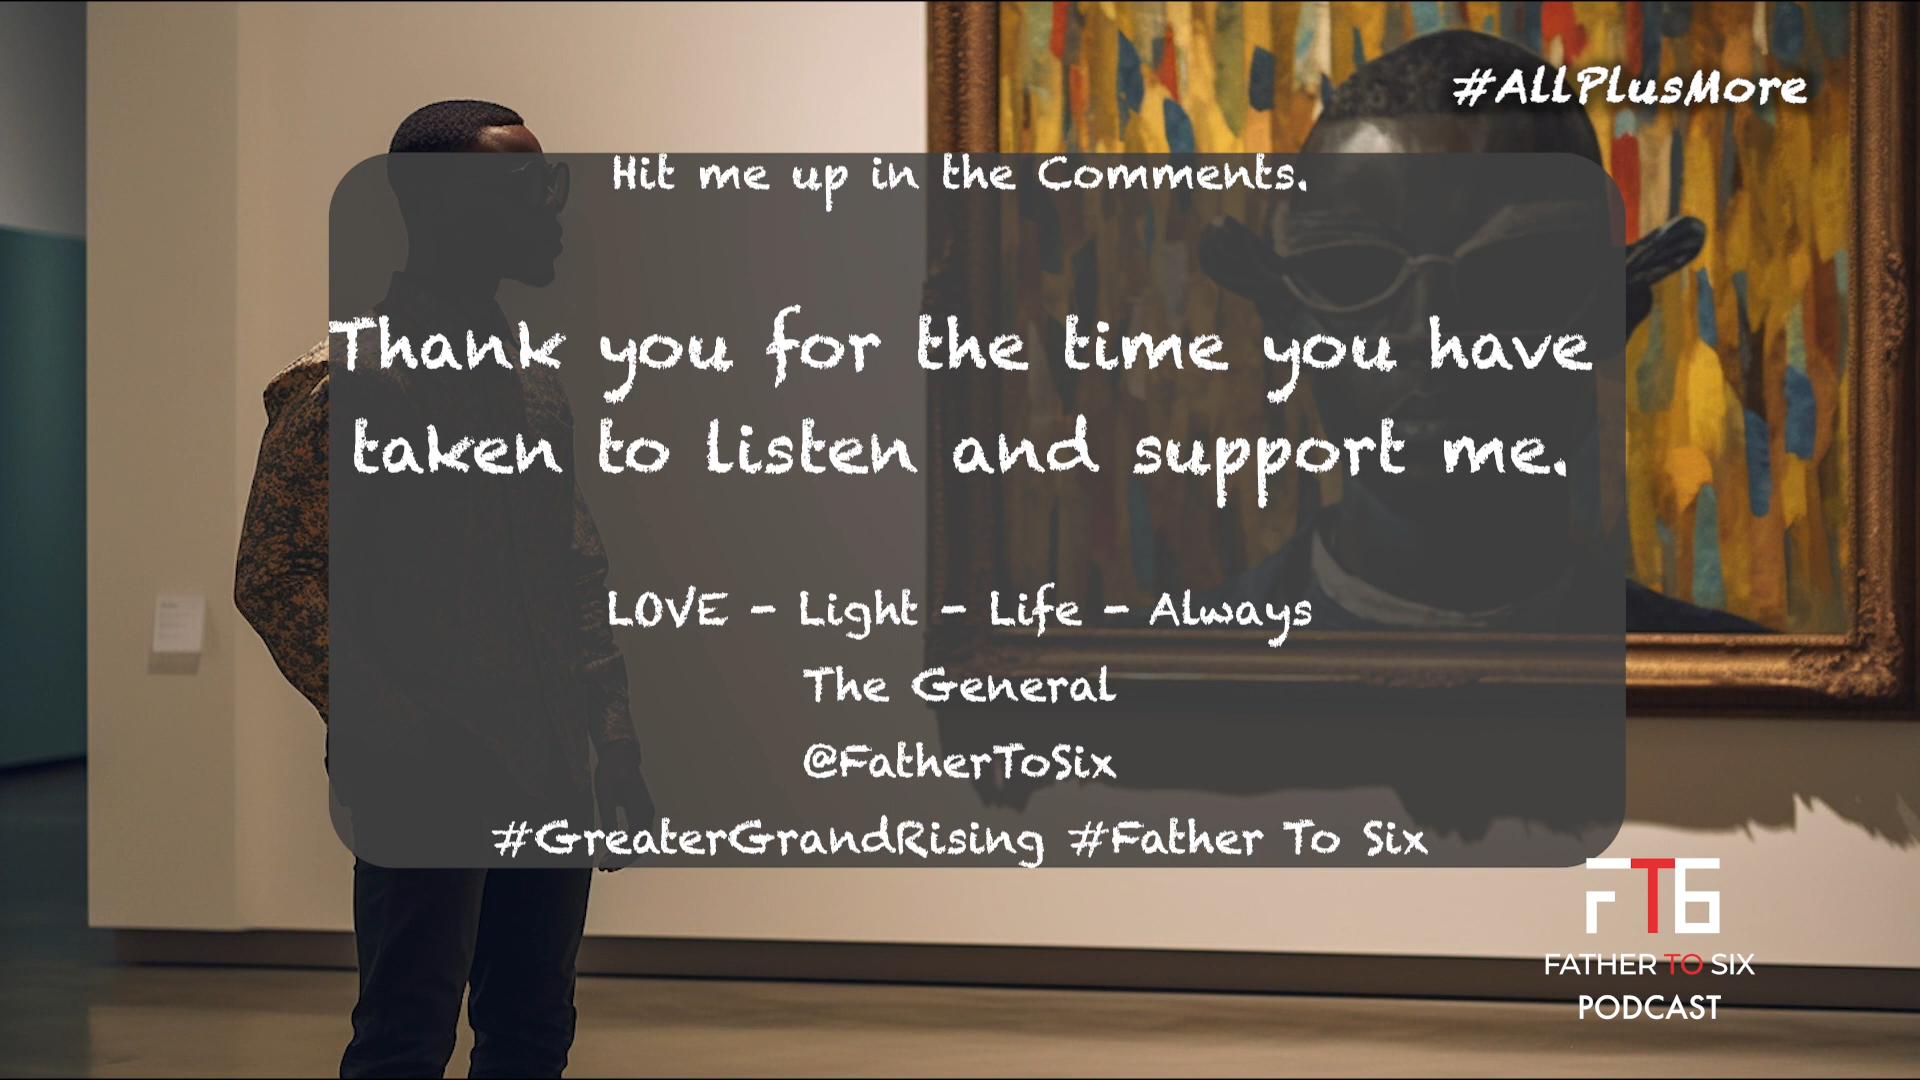 #AllPlusMore
Hit me up in the Comments.
Thank you for the time you have
taken to listen and support me.
LOVE - Light - Life - Always
The General
@FatherToSix
#GreaterGrandRising #Father To Six
FT6
FATHER TO SIX
PODCAST